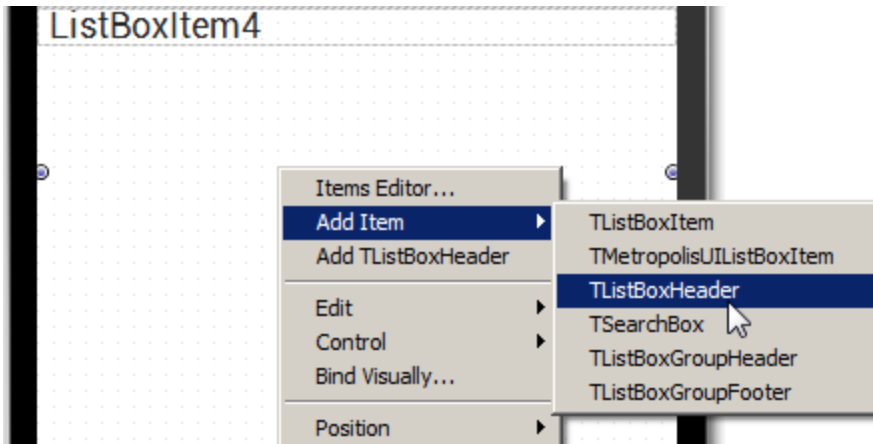 ListBoxItem4
Items Editor...
Add Item
Add TListBoxHeader
Edit
Control
Bind Visually...
Position
TListBoxItem
TMetropolisUIListBoxItem
TListBoxHeader
TSearchBox
TListBoxGroupHeader
TListBoxGroupFooter